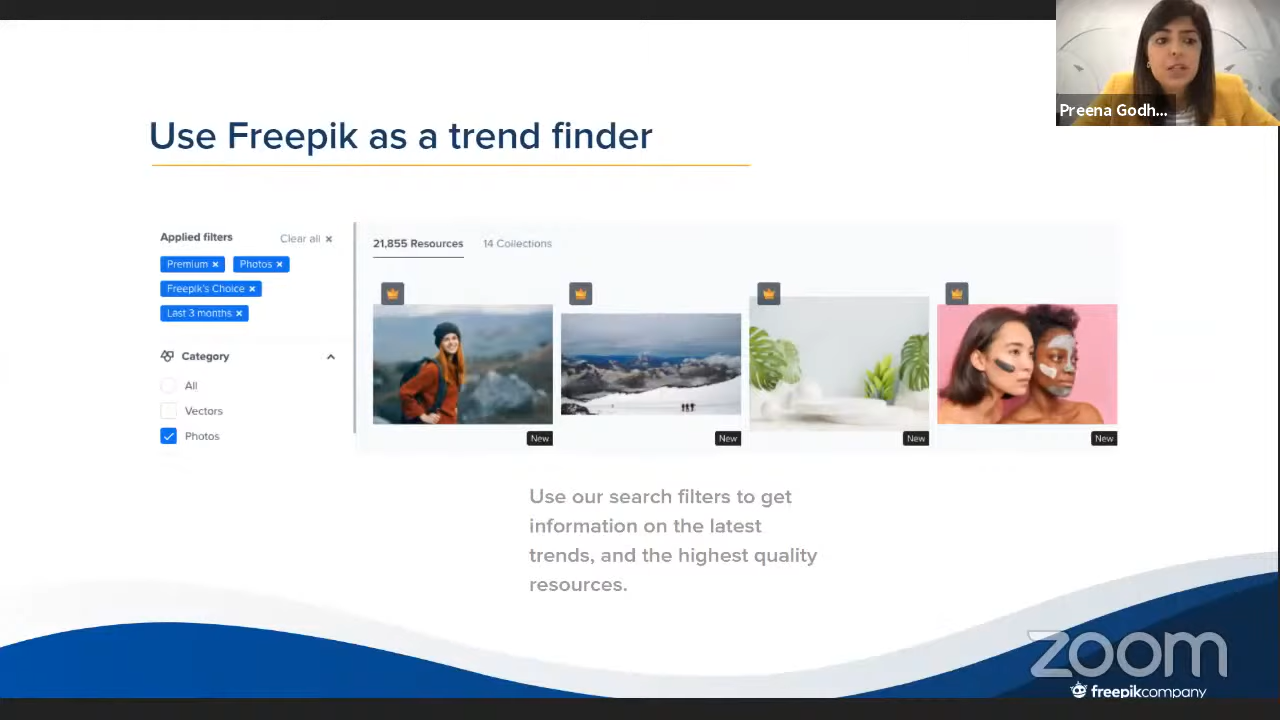 Preena Godh...
Use Freepik as a trend finder
Applied filters
Clear all ×
Premium ×
Photos ×
Freepik's Choice ×
Last 3 months ×
Category
All
Vectors
Photos
21,855 Resources
14 Collections
New
New
New
New
Use our search filters to get
information on the latest
trends, and the highest quality
resources.
zoom
freepikcompany